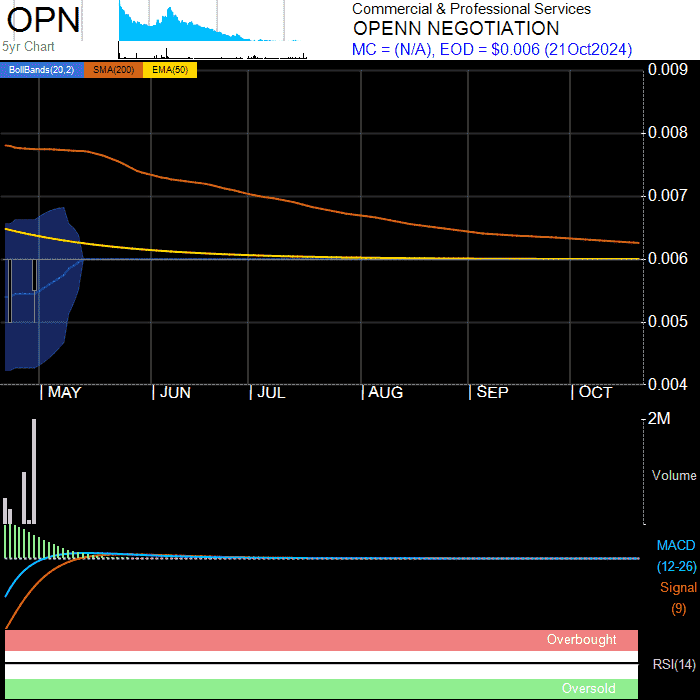 OPN
5yr Chart
Commercial & Professional Services
OPENN NEGOTIATION
MC = (N/A), EOD = $0.006 (21Oct2024)
BollBands(20,2) SMA(200) EMA(50)
0.009
0.008
0.007
0.006
0.005
0.004
MAY JUN JUL AUG SEP OCT
2M
Volume
MACD
(12-26)
Signal
(9)
Overbought
RSI(14)
Oversold